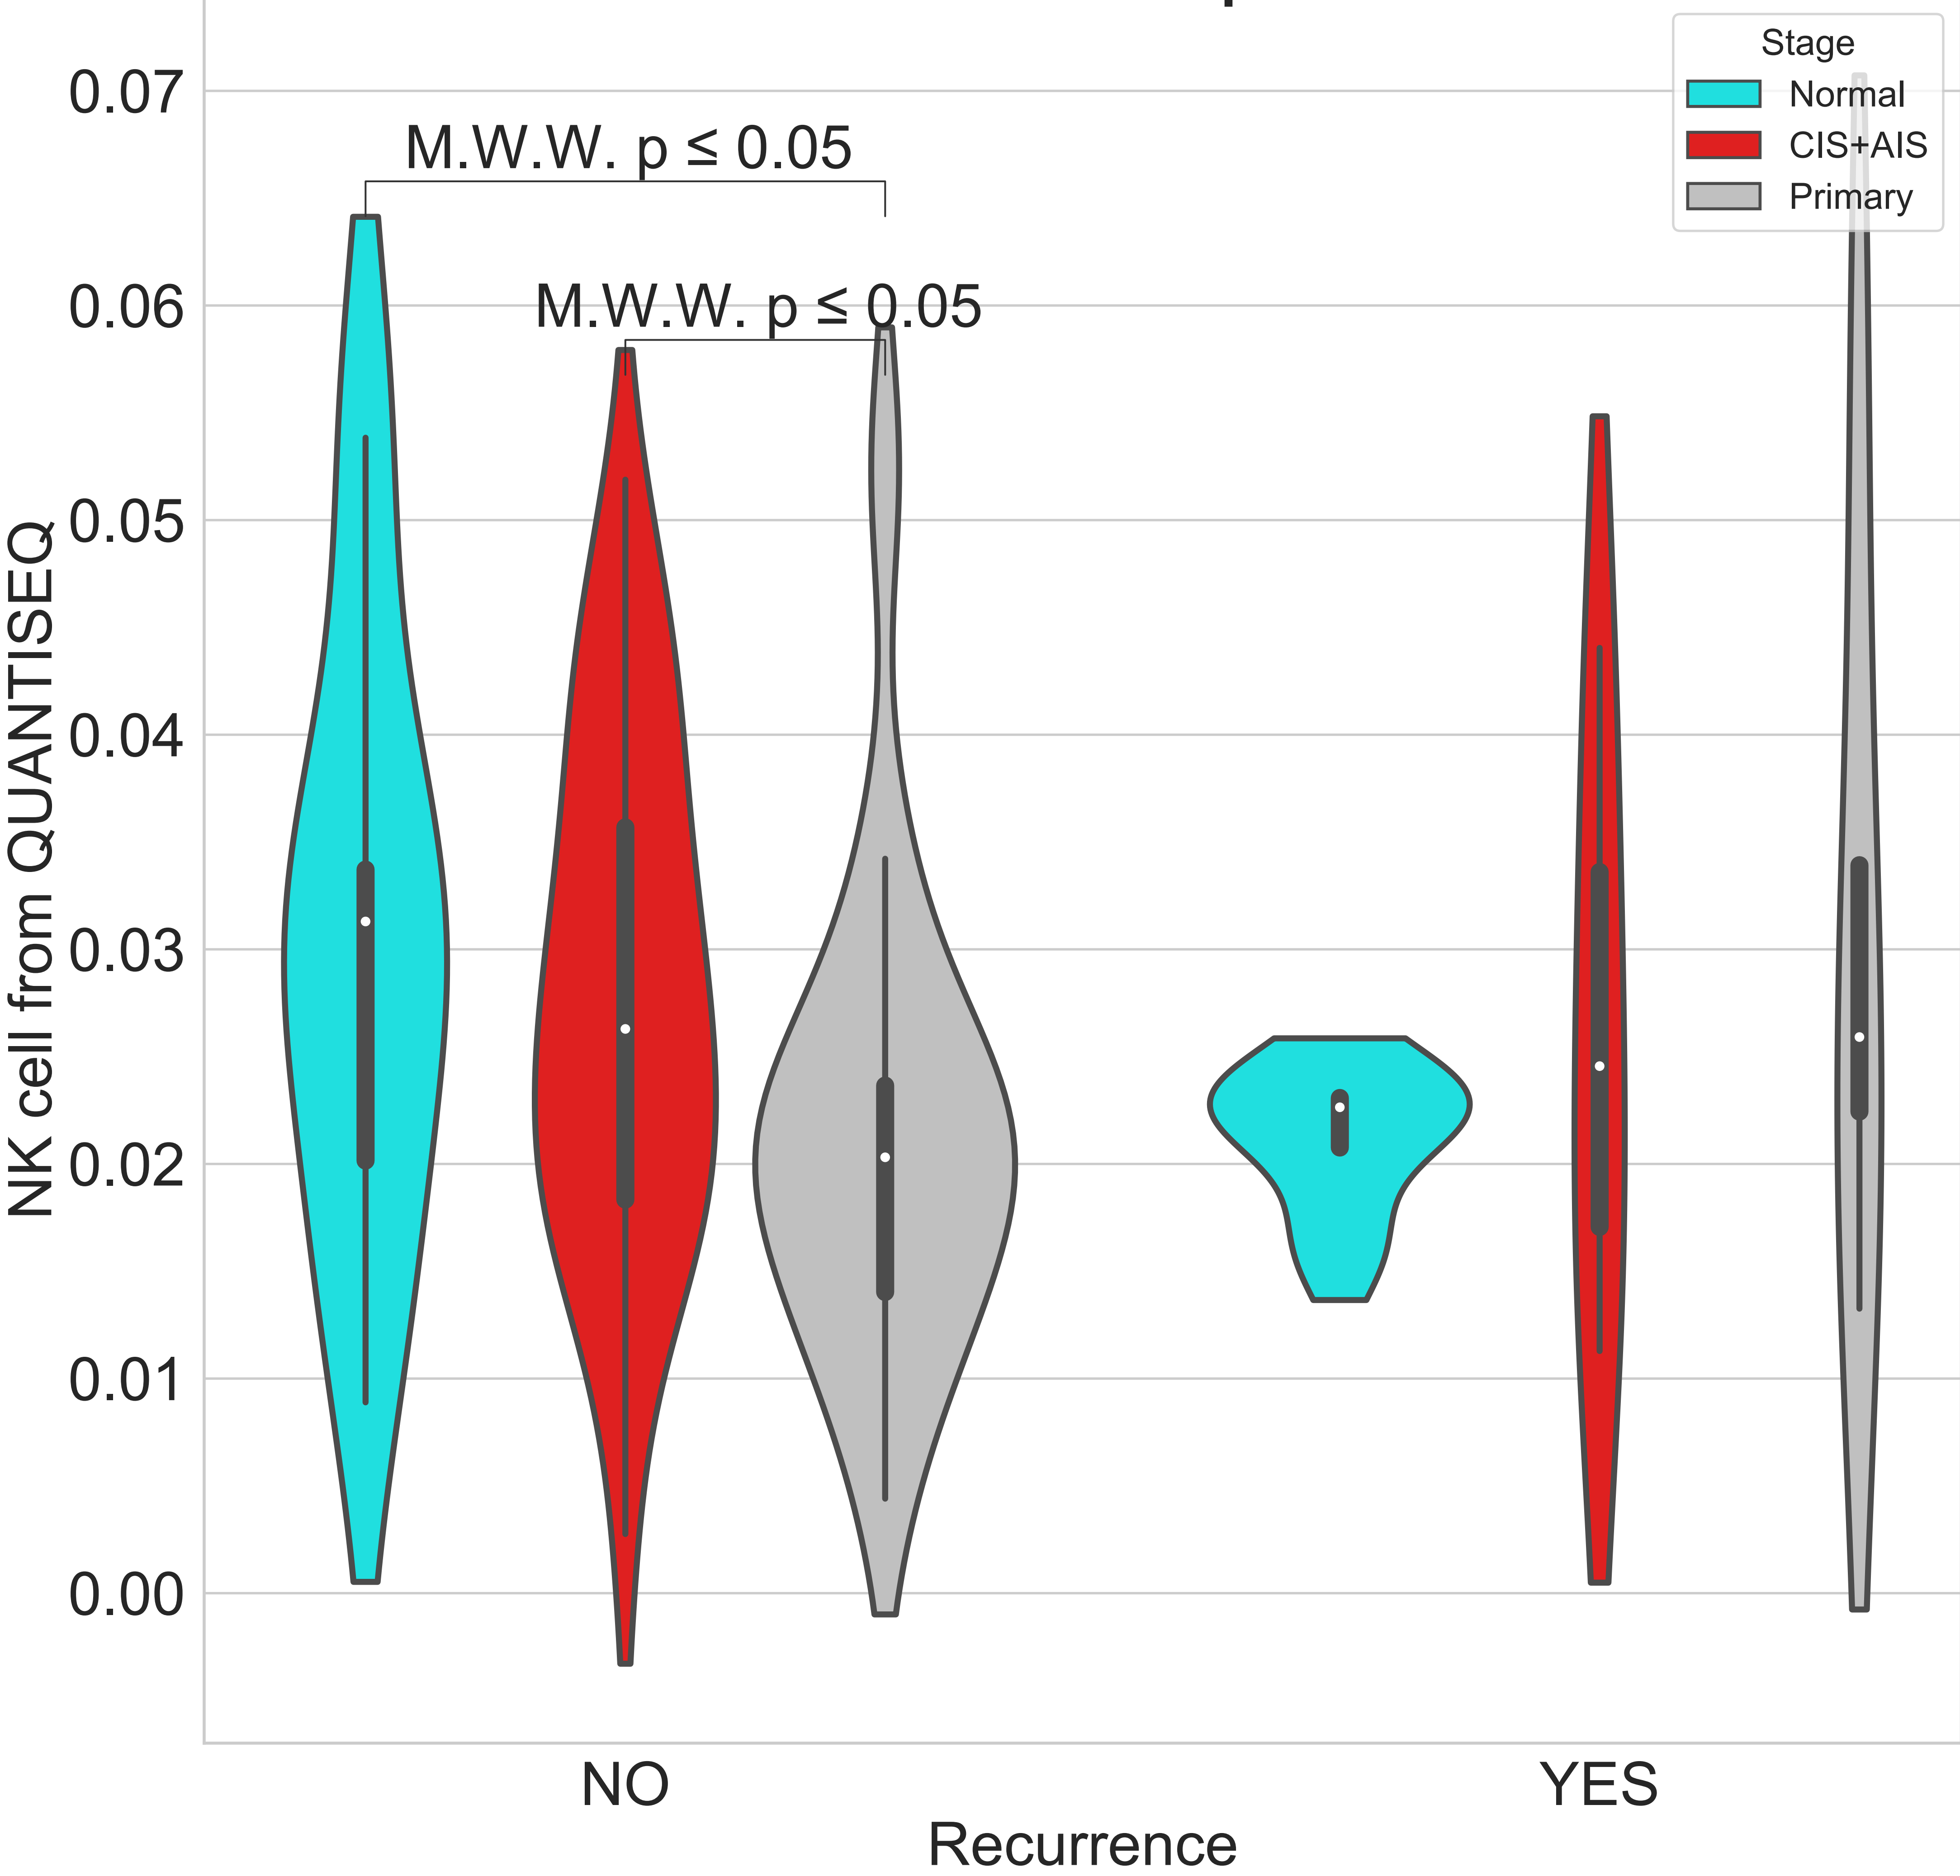 Stage
Normal
CIS+AIS
Primary
M.W.W. p ≤ 0.05
M.W.W. p ≤ 0.05
NK cell from QUANTISEQ
0.07
0.06
0.05
0.04
0.03
0.02
0.01
0.00
NO
YES
Recurrence